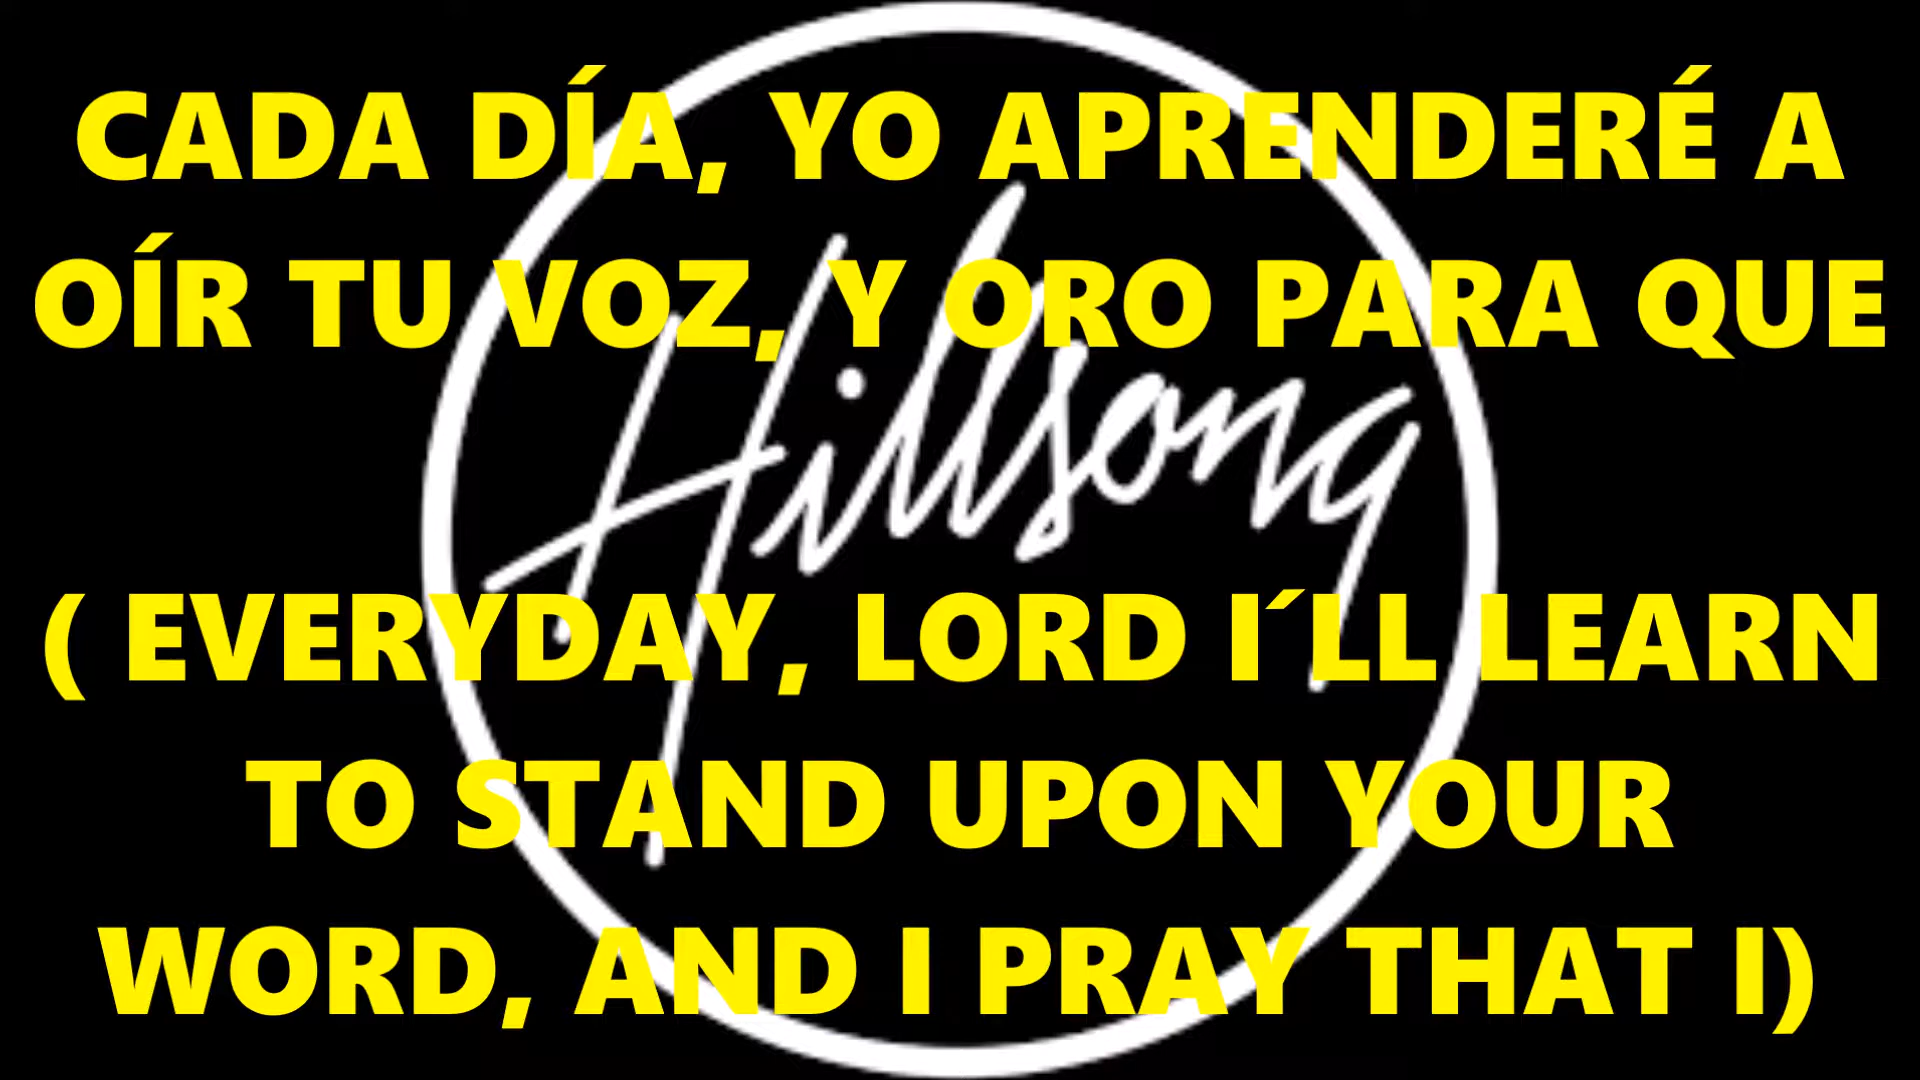 CADA DÍA, YO APRENDERÉ A
OÍR TU VOZ, Y ORO PARA QUE
Hillsong
( EVERYDAY, LORD I´LL LEARN
TO STAND UPON YOUR
WORD, AND I PRAY THAT I)